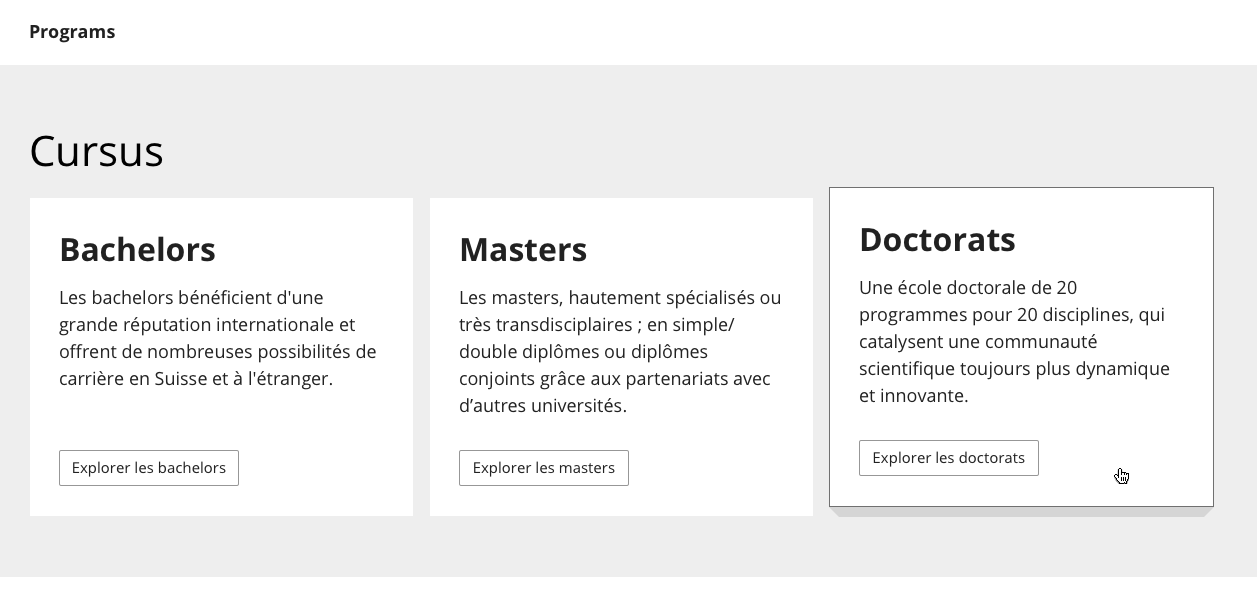 Programs
Cursus
Bachelors
Les bachelors bénéficient d'une
grande réputation internationale et
offrent de nombreuses possibilités de
carrière en Suisse et à l'étranger.
Explorer les bachelors
Masters
Les masters, hautement spécialisés ou
très transdisciplaires ; en simple/
double diplômes ou diplômes
conjoints grâce aux partenariats avec
d’autres universités.
Explorer les masters
Doctorats
Une école doctorale de 20
programmes pour 20 disciplines, qui
catalysent une communauté
scientifique toujours plus dynamique
et innovante.
Explorer les doctorats